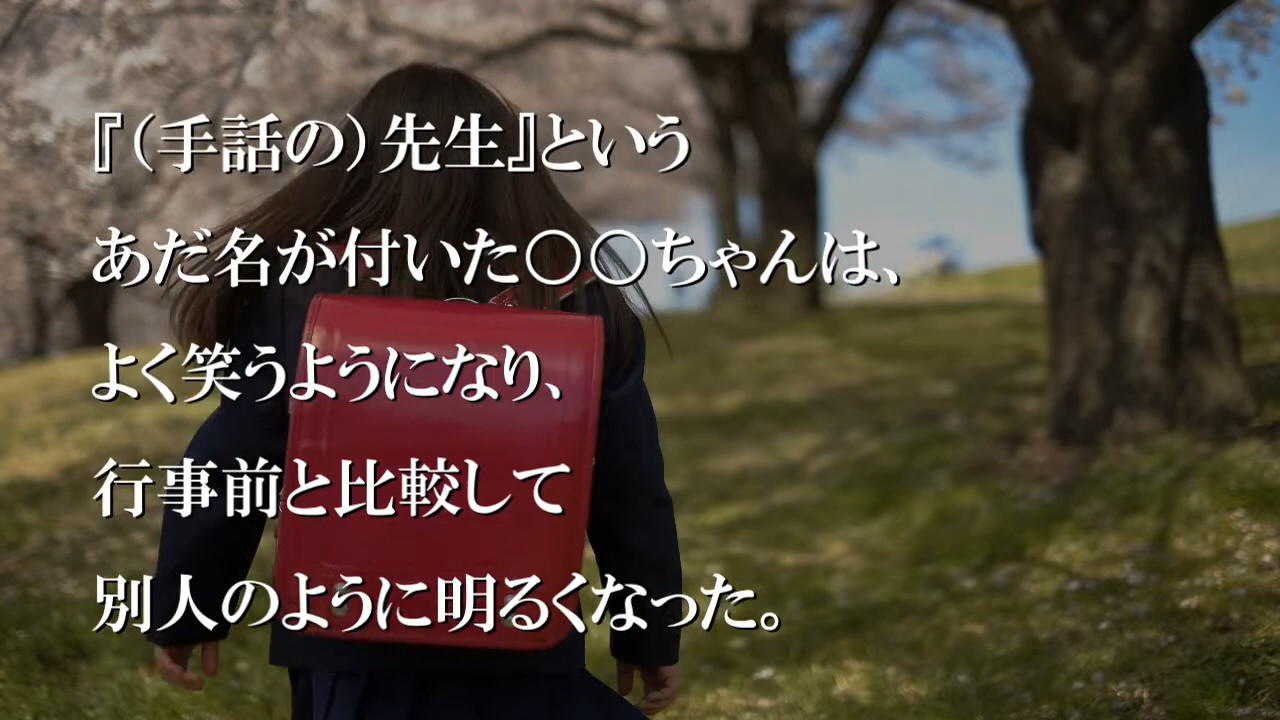 『（手話の）先生』という
あだ名が付いた〇〇ちゃんは、
よく笑うようになり、
行事前と比較して
別人のように明るくなった。